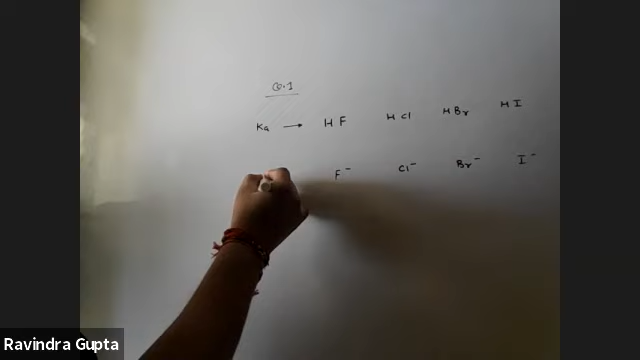 Q.1
Ka → HF HCl HBr HI
F⁻ Cl⁻ Br⁻ I⁻
Ravindra Gupta